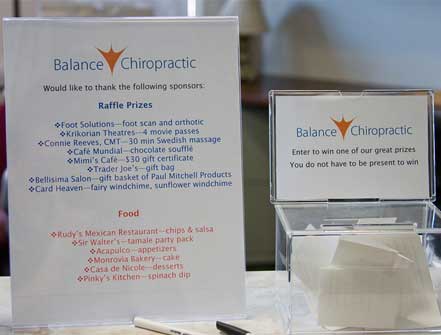 Balance Chiropractic
Would like to thank the following sponsors:
Raffle Prizes
❖Foot Solutions—foot scan and orthotic
❖Krikorian Theatres—4 movie passes
❖Connie Reeves, CMT—30 min Swedish massage
❖Café Mundial—chocolate soufflé
❖Mimi's Café—$30 gift certificate
❖Trader Joe's—gift bag
❖Bellisima Salon—gift basket of Paul Mitchell Products
❖Card Heaven—fairy windchime, sunflower windchime
Food
❖Rudy's Mexican Restaurant—chips & salsa
❖Sir Walter's—tamale party pack
❖Acapulco—appetizers
❖Monrovia Bakery—cake
❖Casa de Nicole—desserts
❖Pinky's Kitchen—spinach dip
Balance Chiropractic
Enter to win one of our great prizes
You do not have to be present to win